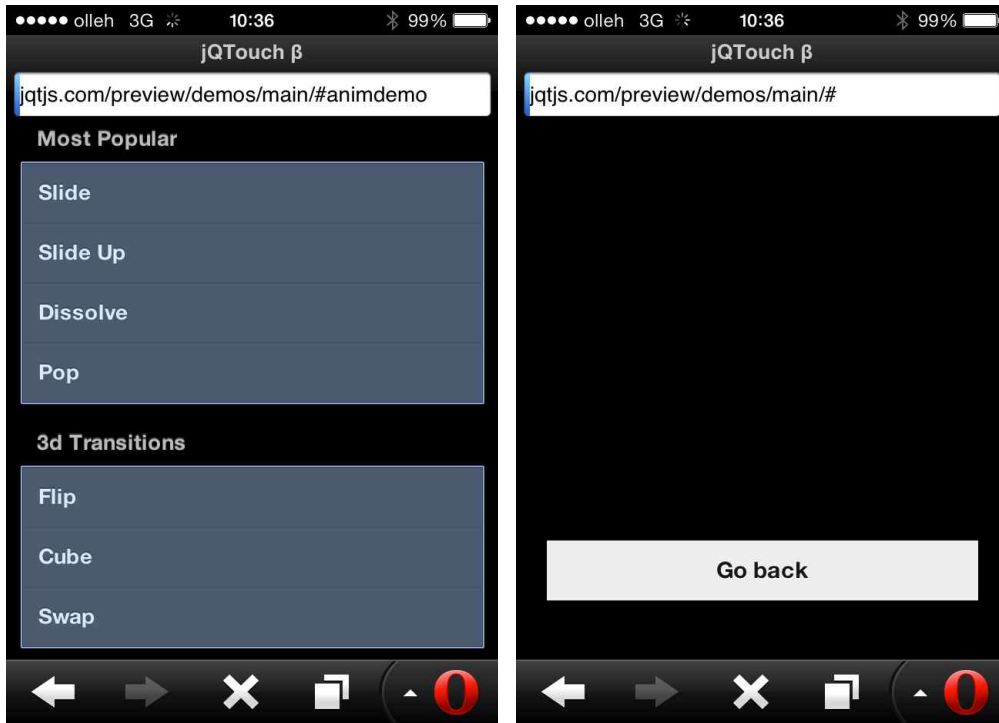 olleh 3G 10:36 99%
jQTouch β
jqtjs.com/preview/demos/main/#animdemo
Most Popular
Slide
Slide Up
Dissolve
Pop
3d Transitions
Flip
Cube
Swap
olleh 3G 10:36 99%
jQTouch β
jqtjs.com/preview/demos/main/#
Go back